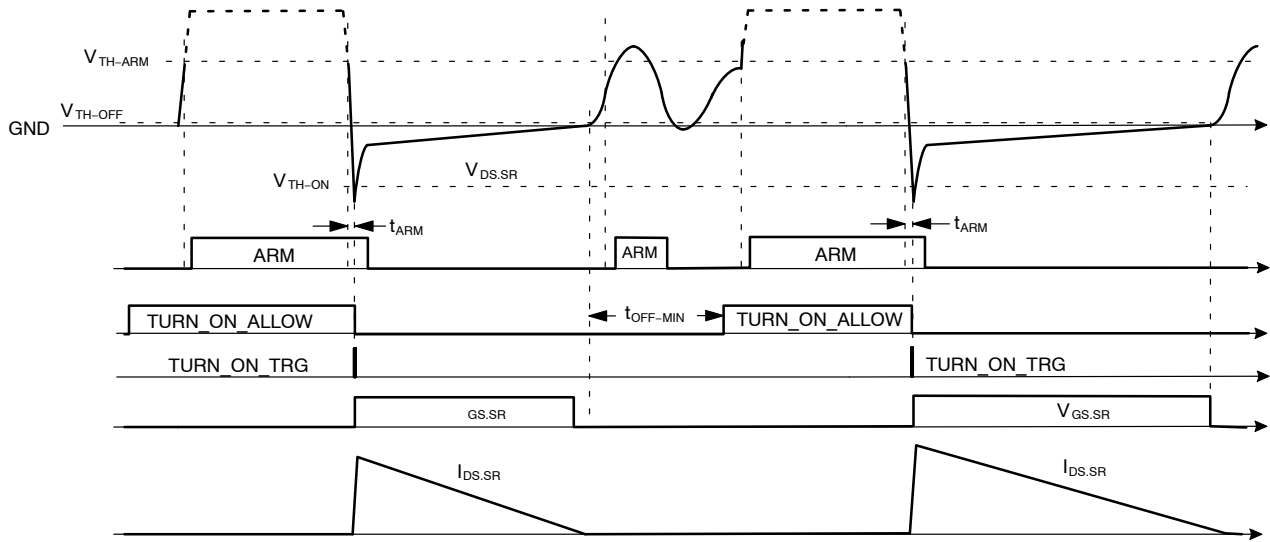 VTH−ARM
VTH−OFF
GND
VTH−ON
VDS.SR
tARM
tARM
ARM
ARM
ARM
TURN_ON_ALLOW
tOFF−MIN
TURN_ON_ALLOW
TURN_ON_TRG
TURN_ON_TRG
GS.SR
VGS.SR
IDS.SR
IDS.SR